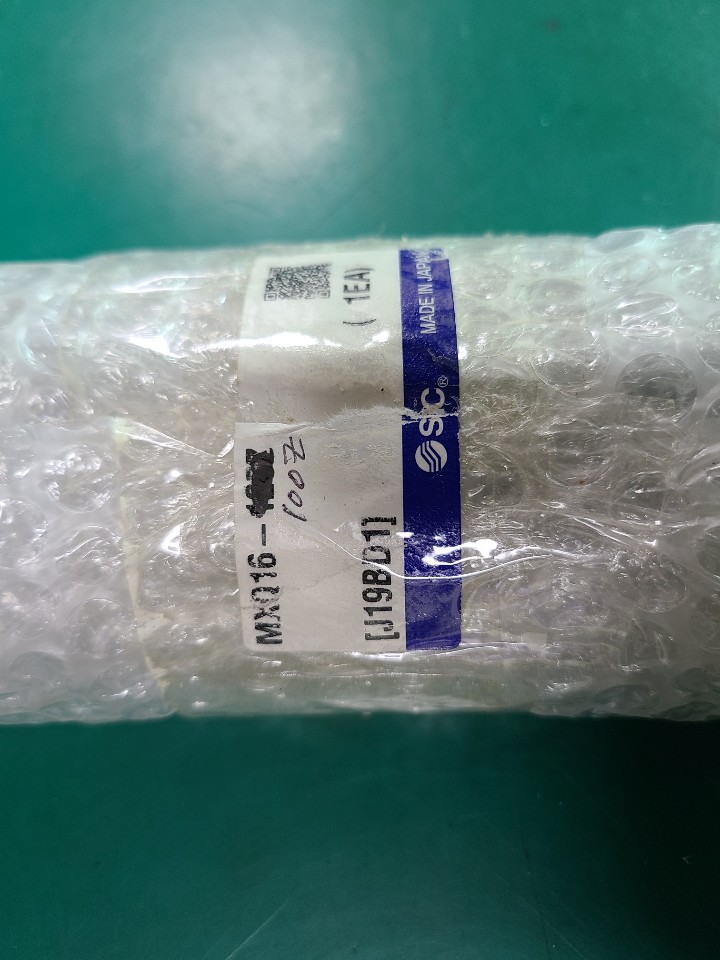 MXQ16-
100Z
( 1EA)
[J19BD1]
SMC®
MADE IN JAPAN